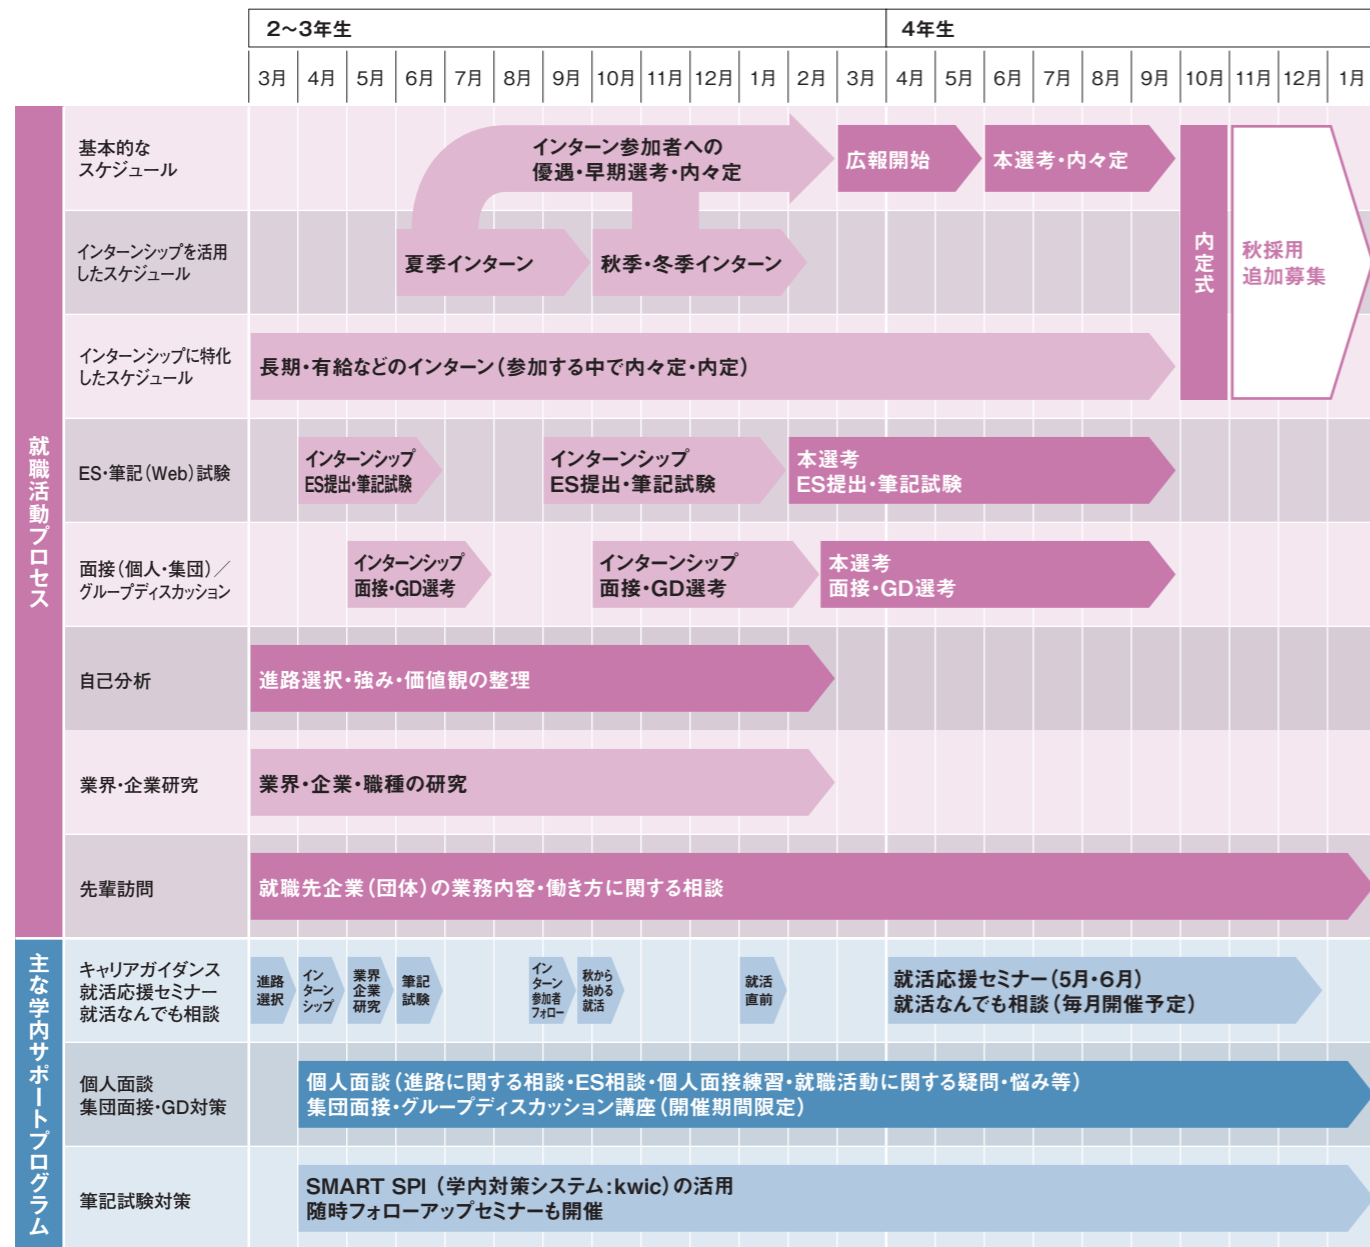 2〜3年生
4年生
3月
4月
5月
6月
7月
8月
9月
10月
11月
12月
1月
2月
3月
4月
5月
6月
7月
8月
9月
10月
11月
12月
1月
就職活動プロセス
基本的な
スケジュール
インターン参加者への
優遇・早期選考・内々定
広報開始
本選考・内々定
内定式
秋採用
追加募集
インターンシップを活用
したスケジュール
夏季インターン
秋季・冬季インターン
インターンシップに特化
したスケジュール
長期・有給などのインターン（参加する中で内々定・内定）
ES・筆記（Web）試験
インターンシップ
ES提出・筆記試験
インターンシップ
ES提出・筆記試験
本選考
ES提出・筆記試験
面接（個人・集団）／
グループディスカッション
インターンシップ
面接・GD選考
インターンシップ
面接・GD選考
本選考
面接・GD選考
自己分析
進路選択・強み・価値観の整理
業界・企業研究
業界・企業・職種の研究
先輩訪問
就職先企業（団体）の業務内容・働き方に関する相談
主な学内サポートプログラム
キャリアガイダンス
就活応援セミナー
就活なんでも相談
進路
選択
イン
ターン
シップ
業界
企業
研究
筆記
試験
イン
ターン
参加者
フォロー
秋から
始める
就活
就活
直前
就活応援セミナー（5月・6月）
就活なんでも相談（毎月開催予定）
個人面談
集団面接・GD対策
個人面談（進路に関する相談・ES相談・個人面接練習・就職活動に関する疑問・悩み等）
集団面接・グループディスカッション講座（開催期間限定）
筆記試験対策
SMART SPI（学内対策システム：kwic）の活用
随時フォローアップセミナーも開催